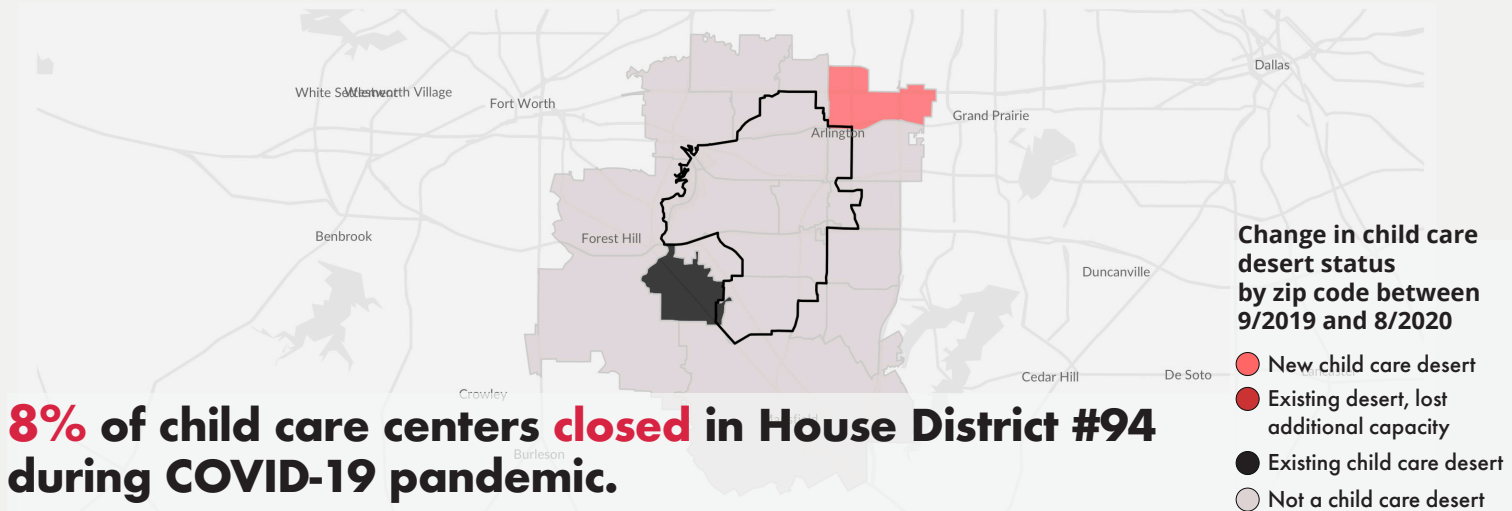 Dallas
White Settlement
Westworth Village
Fort Worth
Grand Prairie
Arlington
Forest Hill
Benbrook
Duncanville
Cedar Hill
De Soto
Crowley
Burleson
Change in child care
desert status
by zip code between
9/2019 and 8/2020
New child care desert
Existing desert, lost
additional capacity
Existing child care desert
Not a child care desert
8% of child care centers closed in House District #94
during COVID-19 pandemic.